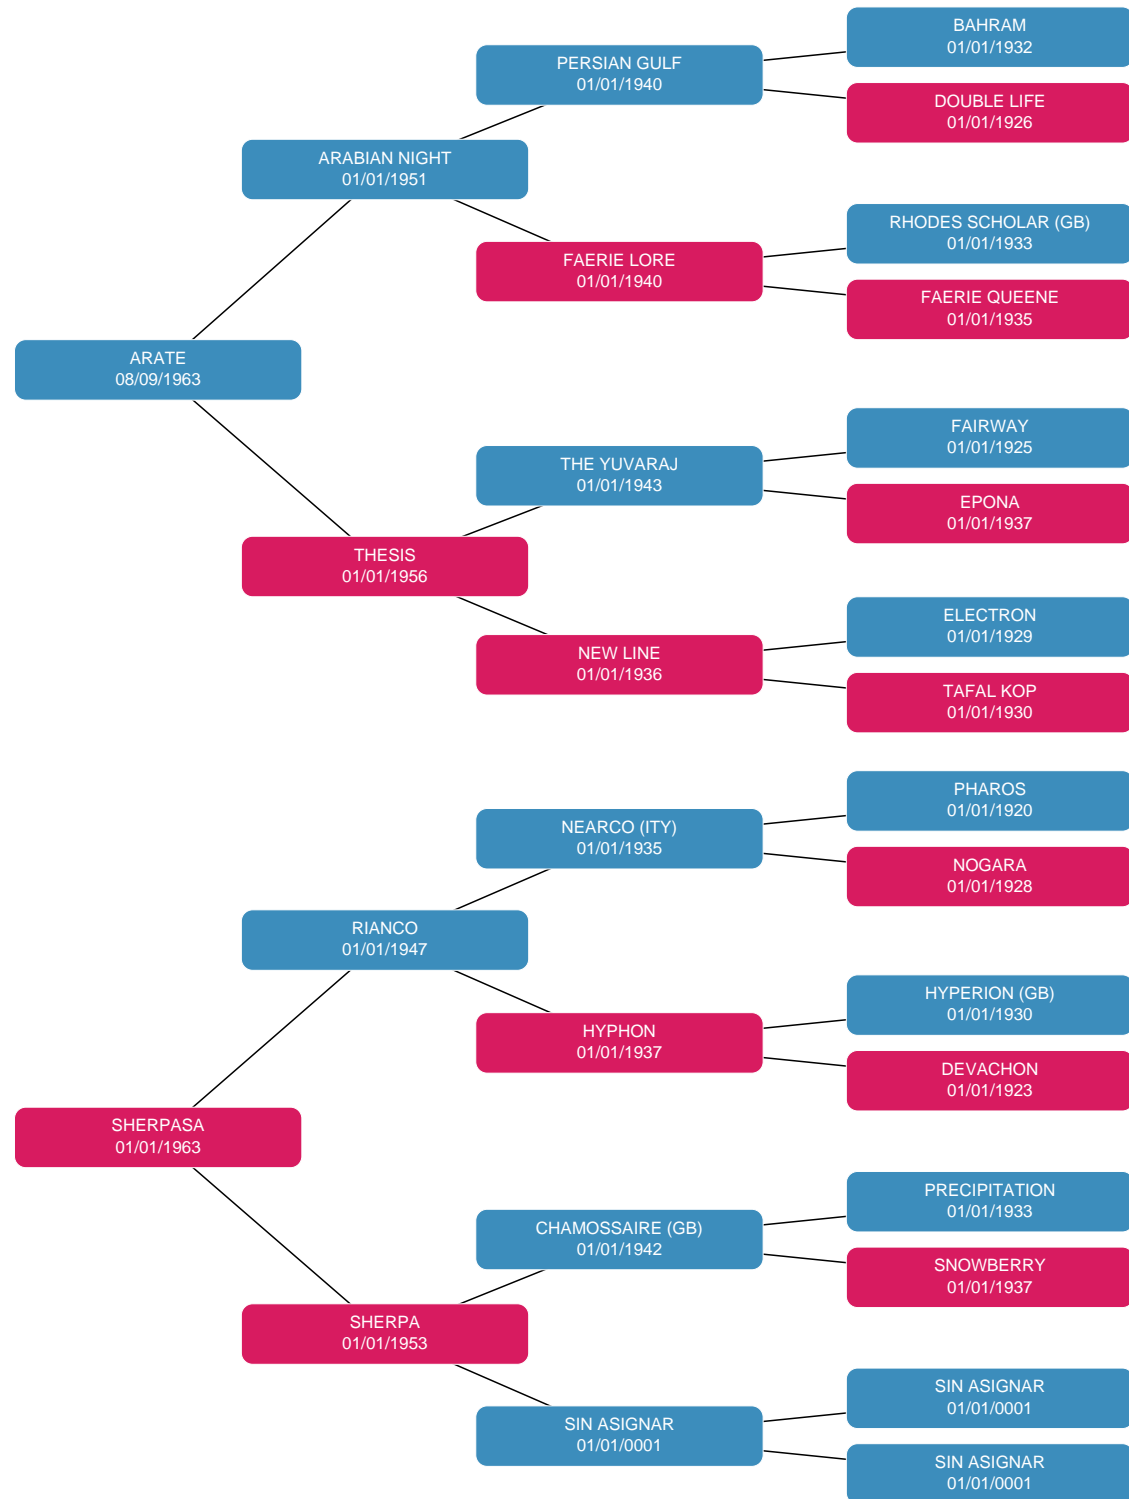 BAHRAM
01/01/1932
PERSIAN GULF
01/01/1940
DOUBLE LIFE
01/01/1926
ARABIAN NIGHT
01/01/1951
RHODES SCHOLAR (GB)
01/01/1933
FAERIE LORE
01/01/1940
FAERIE QUEENE
01/01/1935
ARATE
08/09/1963
FAIRWAY
01/01/1925
THE YUVARAJ
01/01/1943
EPONA
01/01/1937
THESIS
01/01/1956
ELECTRON
01/01/1929
NEW LINE
01/01/1936
TAFAL KOP
01/01/1930
PHAROS
01/01/1920
NEARCO (ITY)
01/01/1935
NOGARA
01/01/1928
RIANCO
01/01/1947
HYPERION (GB)
01/01/1930
HYPHON
01/01/1937
DEVACHON
01/01/1923
SHERPASA
01/01/1963
PRECIPITATION
01/01/1933
CHAMOSSAIRE (GB)
01/01/1942
SNOWBERRY
01/01/1937
SHERPA
01/01/1953
SIN ASIGNAR
01/01/0001
SIN ASIGNAR
01/01/0001
SIN ASIGNAR
01/01/0001